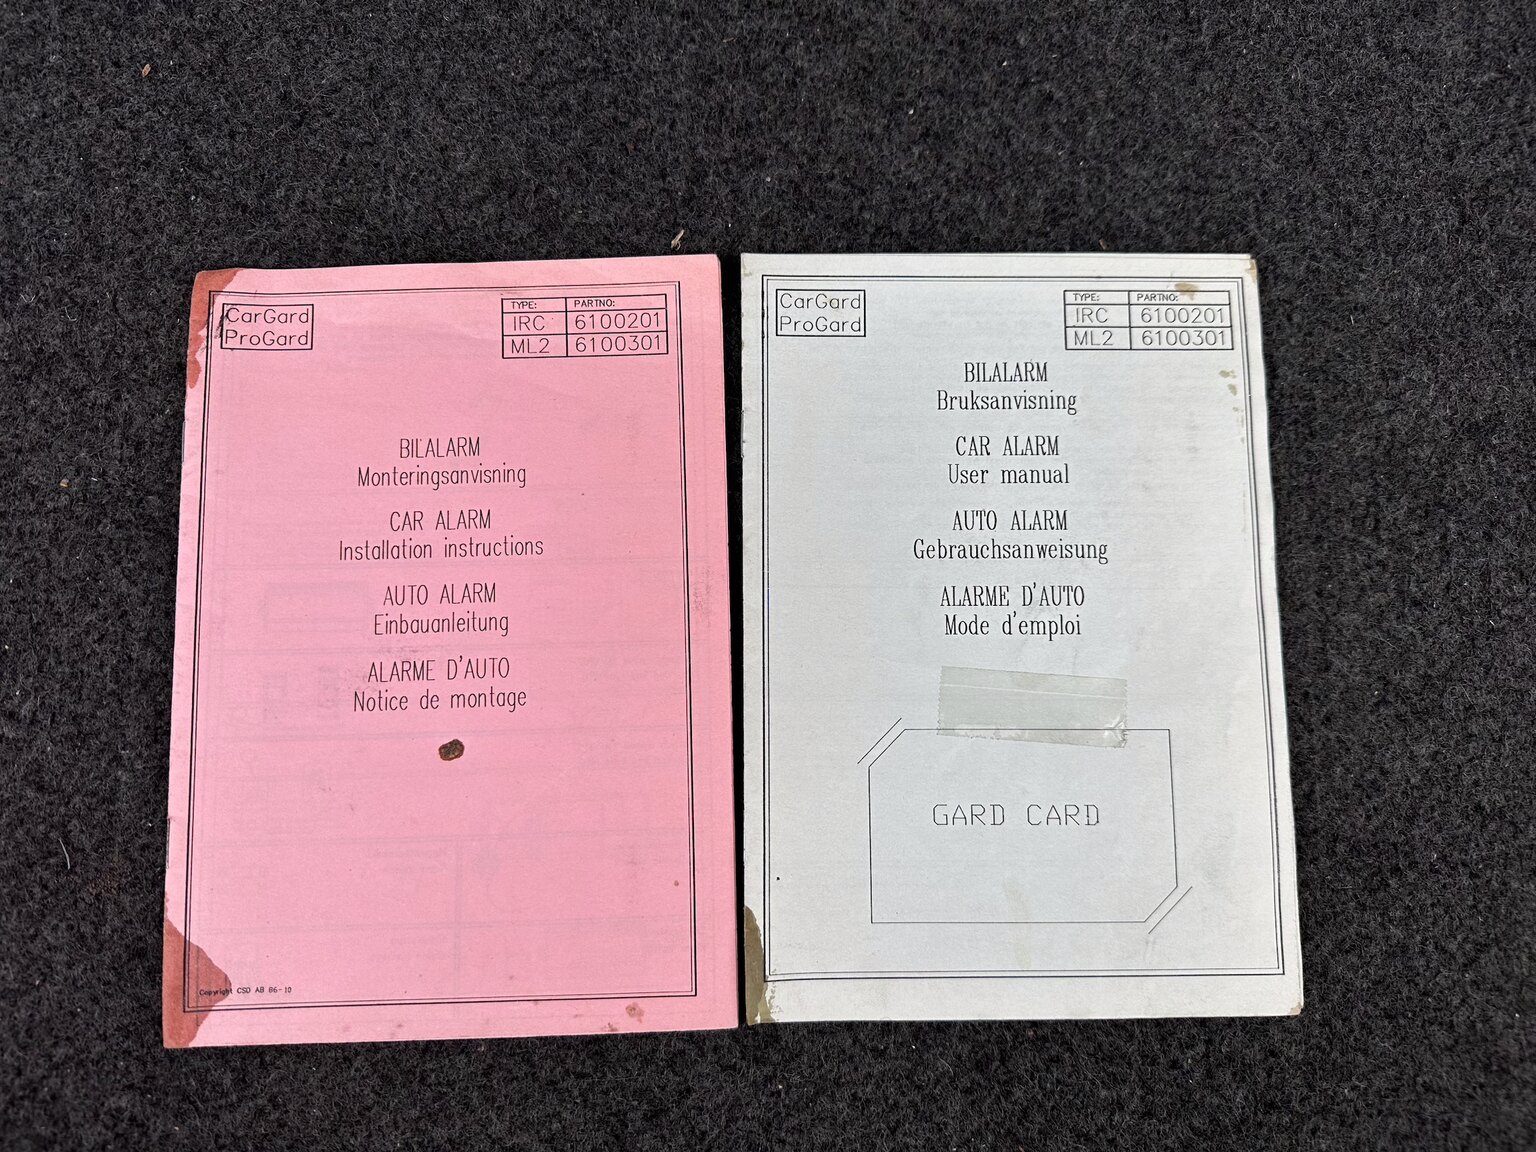 CarGard
ProGard
TYPE: PARTNO:
IRC 6100201
ML2 6100301
BILALARM
Monteringsanvisning
CAR ALARM
Installation instructions
AUTO ALARM
Einbauanleitung
ALARME D'AUTO
Notice de montage
Copyright CSD AB 86-10
CarGard
ProGard
TYPE: PARTNO:
IRC 6100201
ML2 6100301
BILALARM
Bruksanvisning
CAR ALARM
User manual
AUTO ALARM
Gebrauchsanweisung
ALARME D'AUTO
Mode d'emploi
GARD CARD